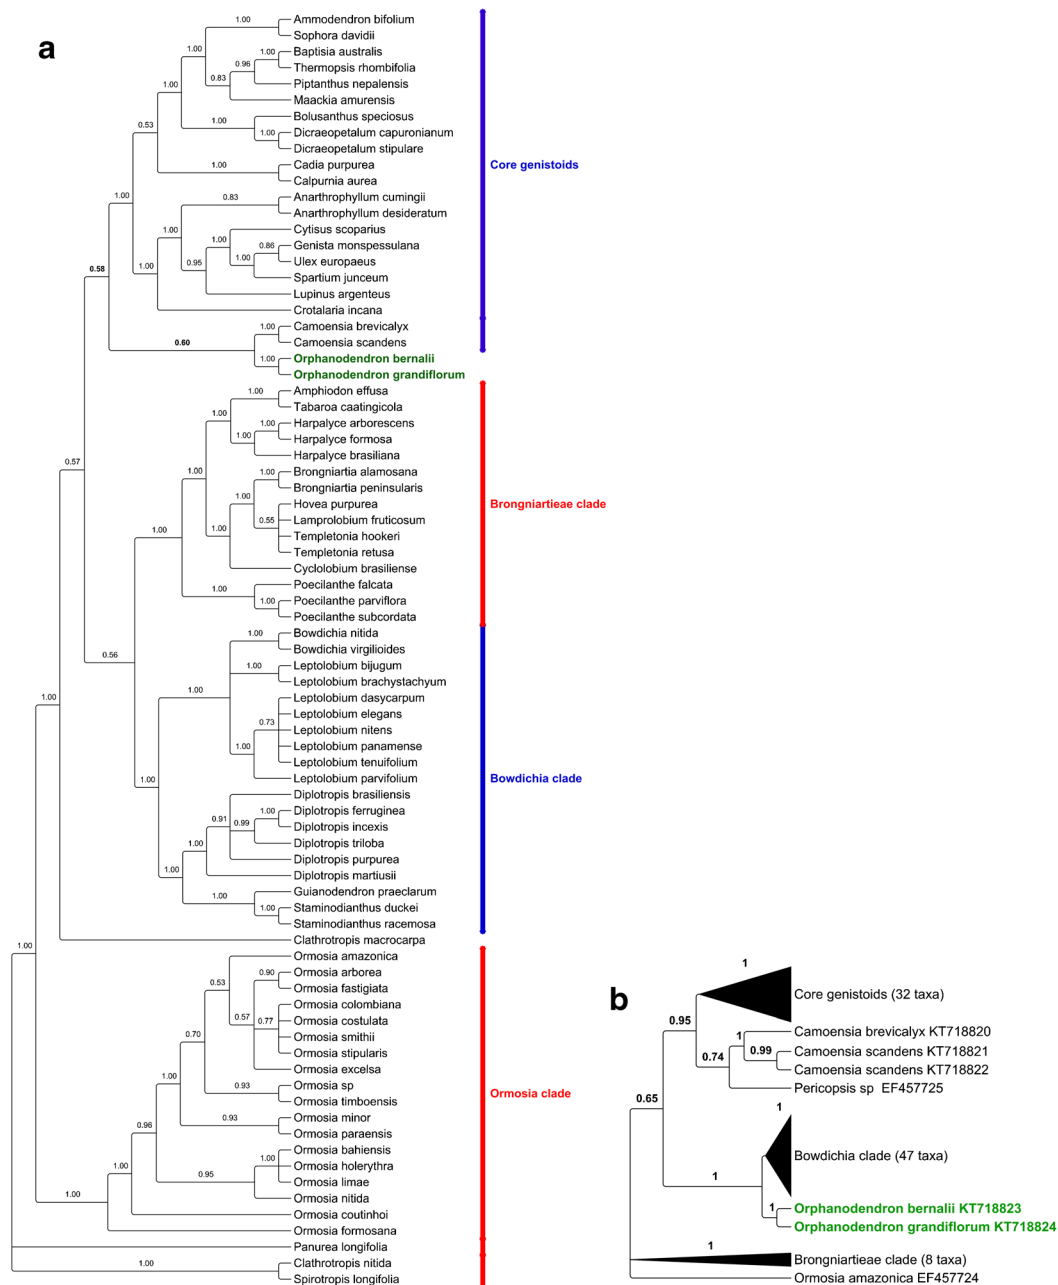 a
Ammodendron bifolium
Sophora davidii
Baptisia australis
Thermopsis rhombifolia
Piptanthus nepalensis
Maackia amurensis
Bolusanthus speciosus
Dicraeopetalum capuronianum
Dicraeopetalum stipulare
Cadia purpurea
Calpurnia aurea
Anarthrophyllum cumingii
Anarthrophyllum desideratum
Cytisus scoparius
Genista monspessulana
Ulex europaeus
Spartium junceum
Lupinus argenteus
Crotalaria incana
Camoensia brevicalyx
Camoensia scandens
Orphanodendron bernalii
Orphanodendron grandiflorum
Amphiodon effusa
Tabaroa caatingicola
Harpalyce arborescens
Harpalyce formosa
Harpalyce brasiliana
Brongniartia alamosana
Brongniartia peninsularis
Hovea purpurea
Lamprolobium fruticosum
Templetonia hookeri
Templetonia retusa
Cyclolobium brasiliense
Poecilanthe falcata
Poecilanthe parviflora
Poecilanthe subcordata
Bowdichia nitida
Bowdichia virgilioides
Leptolobium bijugum
Leptolobium brachystachyum
Leptolobium dasycarpum
Leptolobium elegans
Leptolobium nitens
Leptolobium panamense
Leptolobium tenuifolium
Leptolobium parvifolium
Diplotropis brasiliensis
Diplotropis ferruginea
Diplotropis incexis
Diplotropis triloba
Diplotropis purpurea
Diplotropis martiusii
Guianodendron praeclarum
Staminodianthus duckei
Staminodianthus racemosa
Clathrotropis macrocarpa
Ormosia amazonica
Ormosia arborea
Ormosia fastigiata
Ormosia colombiana
Ormosia costulata
Ormosia smithii
Ormosia stipularis
Ormosia excelsa
Ormosia sp
Ormosia timboensis
Ormosia minor
Ormosia paraensis
Ormosia bahiensis
Ormosia holerythra
Ormosia limae
Ormosia nitida
Ormosia coutinhoi
Ormosia formosana
Panurea longifolia
Clathrotropis nitida
Spirotropis longifolia
Core genistoids
Brongniartieae clade
Bowdichia clade
Ormosia clade
1.00
1.00
1.00
0.96
0.83
1.00
1.00
1.00
0.53
1.00
1.00
0.83
1.00
1.00
0.86
1.00
0.95
1.00
0.58
1.00
0.60
1.00
1.00
1.00
1.00
1.00
1.00
0.57
1.00
1.00
0.55
1.00
1.00
1.00
1.00
1.00
0.56
1.00
1.00
1.00
0.73
1.00
1.00
1.00
0.91
0.99
1.00
1.00
1.00
1.00
1.00
1.00
0.90
0.53
0.57
0.77
0.70
1.00
0.93
0.93
0.96
1.00
0.95
1.00
1.00
1.00
b
1
Core genistoids (32 taxa)
0.95
1
Camoensia brevicalyx KT718820
0.99
Camoensia scandens KT718821
0.74
Camoensia scandens KT718822
Pericopsis sp EF457725
0.65
1
Bowdichia clade (47 taxa)
1
1
Orphanodendron bernalii KT718823
Orphanodendron grandiflorum KT718824
1
Brongniartieae clade (8 taxa)
Ormosia amazonica EF457724